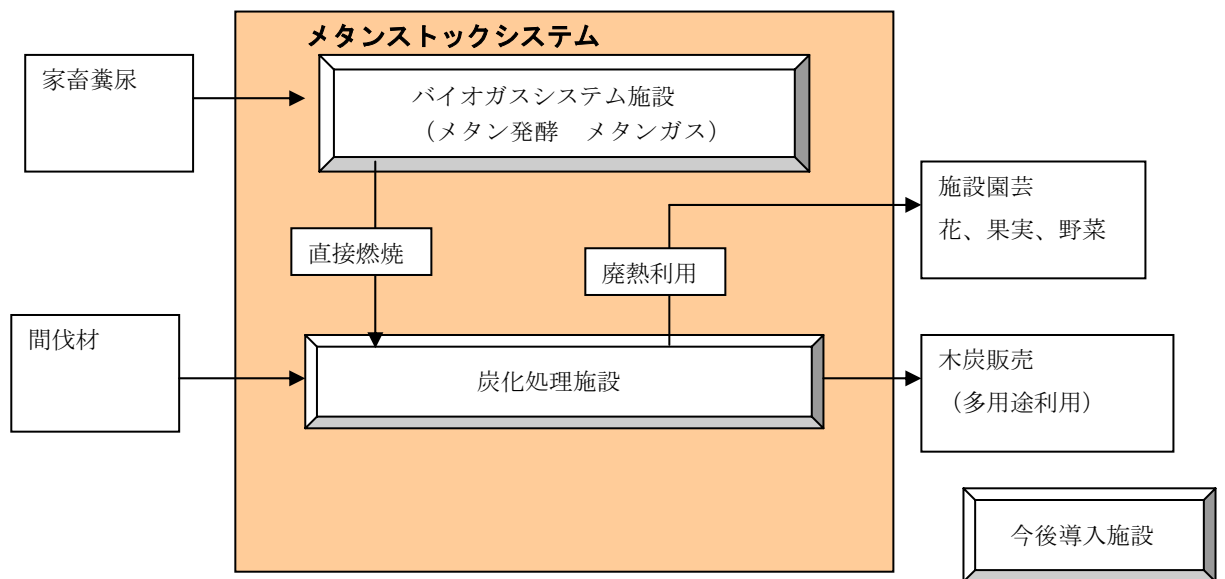 メタンストックシステム
家畜糞尿
バイオガスシステム施設
（メタン発酵　メタンガス）
施設園芸
花、果実、野菜
直接燃焼
廃熱利用
間伐材
炭化処理施設
木炭販売
（多用途利用）
今後導入施設